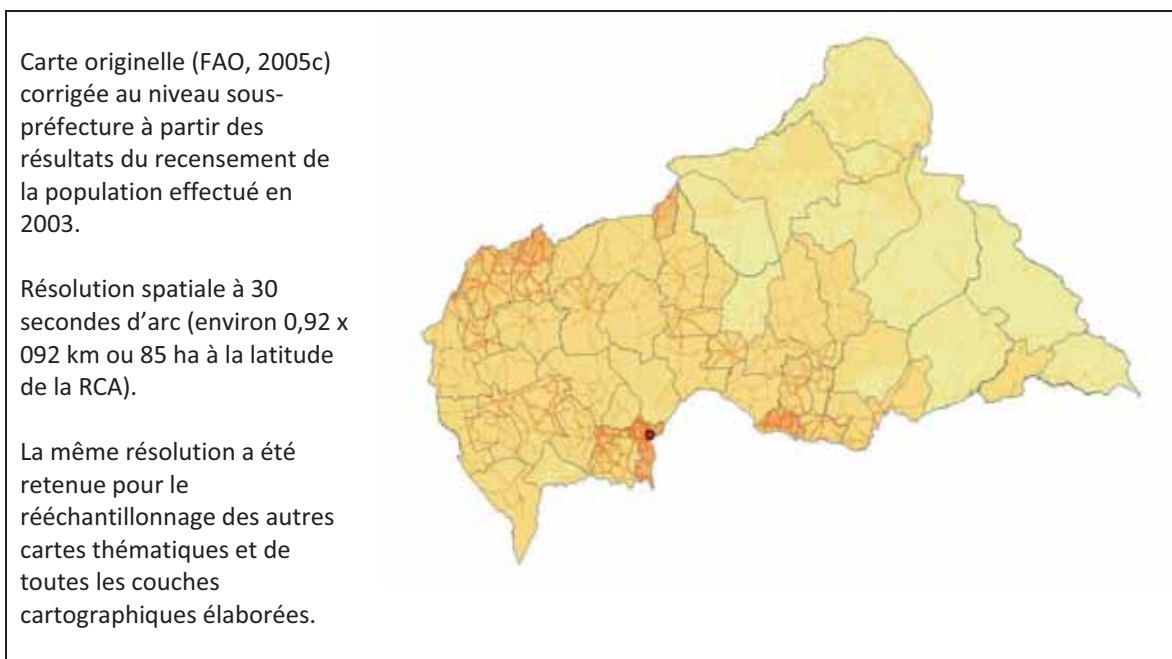 Carte originelle (FAO, 2005c)
corrigée au niveau sous-
préfecture à partir des
résultats du recensement de
la population effectué en
2003.
Résolution spatiale à 30
secondes d’arc (environ 0,92 x
092 km ou 85 ha à la latitude
de la RCA).
La même résolution a été
retenue pour le
rééchantillonnage des autres
cartes thématiques et de
toutes les couches
cartographiques élaborées.